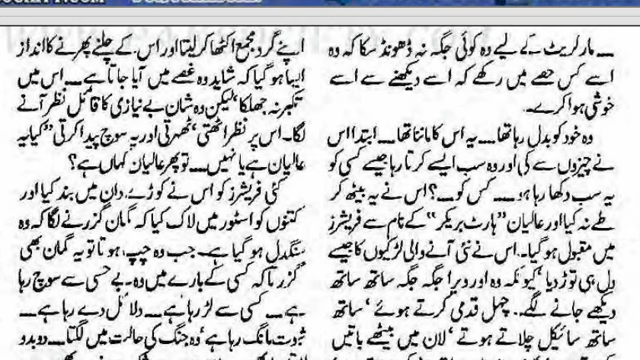 ۔۔۔ مارگریٹ کے لیے وہ کوئی جگہ نہ ڈھونڈ سکا کہ وہ
اسے کس حصے میں رکھے کہ اسے دیکھنے سے اسے
خوشی ہوا کرے۔
وہ خود کو بدل رہا تھا۔۔۔ یہ اس کا ماننا تھا۔۔۔ ابتدا اس
نے چیزوں سے کی اور وہ سب ایسے کرتا رہا جیسے کسی کو
یہ سب دکھا رہا ہو۔۔۔ کس کو۔۔۔؟ اس نے یہ بیٹھ کر
طے نہ کیا اور عالیان ”ہارٹ بریکر“ کے نام سے فریشرز
میں مقبول ہو گیا۔ اس نے نئی آنے والی لڑکیوں کا جیسے
دل ہی توڑ دیا‘ کیونکہ وہ اور ویرا جگہ جگہ ساتھ ساتھ
دیکھے جانے لگے۔۔ چہل قدمی کرتے ہوئے‘ ساتھ
ساتھ سائیکل چلاتے ہوئے‘ لان میں بیٹھے باتیں
اپنے گرد مجمع اکٹھا کر لیتا اور اس کے چلنے پھرنے کا انداز
ایسا ہو گیا کہ شاید وہ غصے میں آیا جاتا ہے۔۔۔ اس میں
تکبر نہ جھلکا‘ لیکن وہ شان بے نیازی کا قائل نظر آنے
لگا۔ اس پر نظر اٹھتی‘ ٹھہرتی اور یہ سوچ پیدا کرتی ”کیا یہ
عالیان ہے یا نہیں۔۔۔ تو پھر عالیان کہاں ہے؟
کئی فریشرز کو اس نے کوڑے دان میں بند کیا اور
کتنوں کو اسٹور میں لاک کیا کہ گمان گزرنے لگا کہ وہ
سنگدل ہو گیا ہے۔ جب وہ چپ ہوتا تو یہ گمان بھی
گزرتا کہ کسی کے بارے میں وہ بے حسی سے سوچ رہا
ہے۔۔۔ کسی سے لڑ رہا ہے۔۔۔ دلائل دے رہا ہے۔۔۔
ثبوت مانگ رہا ہے‘ وہ جنگ کی حالت میں لگتا۔ دوبدو